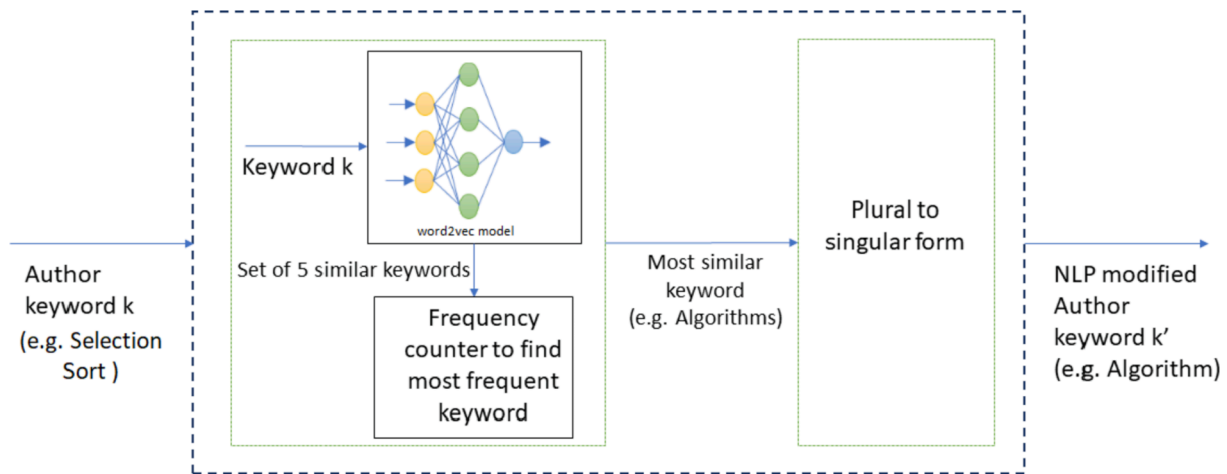 Author
keyword k
(e.g. Selection
Sort )
Keyword k
word2vec model
Set of 5 similar keywords
Frequency
counter to find
most frequent
keyword
Most similar
keyword
(e.g. Algorithms)
Plural to
singular form
NLP modified
Author
keyword k’
(e.g. Algorithm)